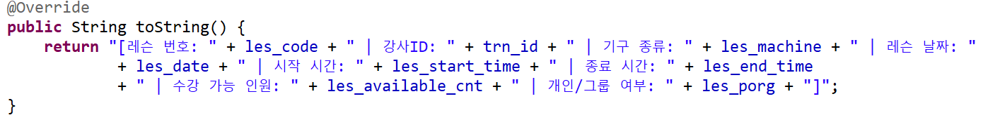 @Override
public String toString() {
    return "[레슨 번호: " + les_code + " | 강사ID: " + trn_id + " | 기구 종류: " + les_machine + " | 레슨 날짜: "
            + les_date + " | 시작 시간: " + les_start_time + " | 종료 시간: " + les_end_time
            + " | 수강 가능 인원: " + les_available_cnt + " | 개인/그룹 여부: " + les_porg + "]";
}